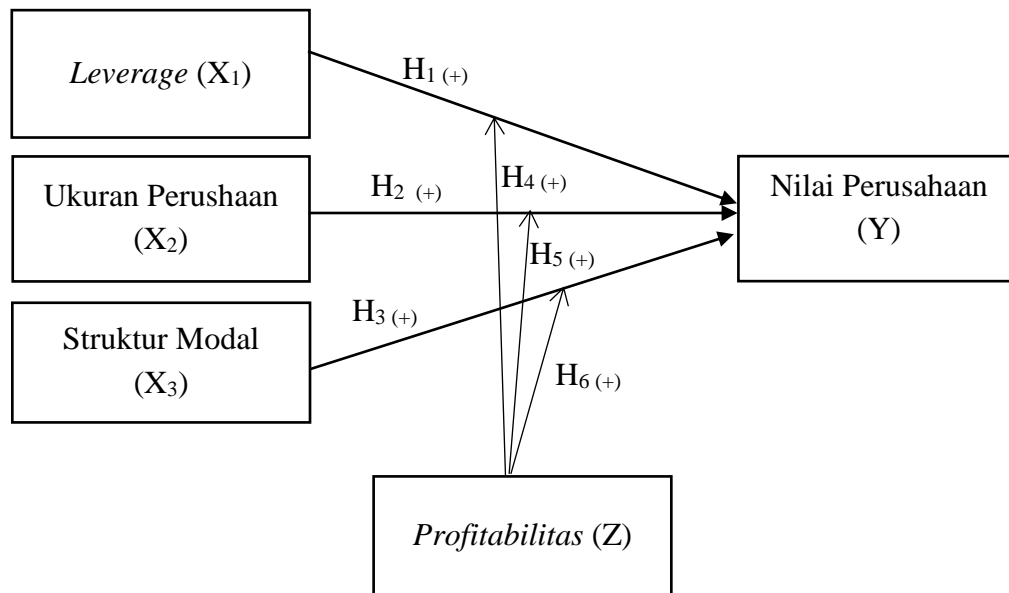 Leverage (X₁)
H₁ (+)
H₄ (+)
Ukuran Perushaan
(X₂)
H₂ (+)
Nilai Perusahaan
(Y)
H₅ (+)
Struktur Modal
(X₃)
H₃ (+)
H₆ (+)
Profitabilitas (Z)